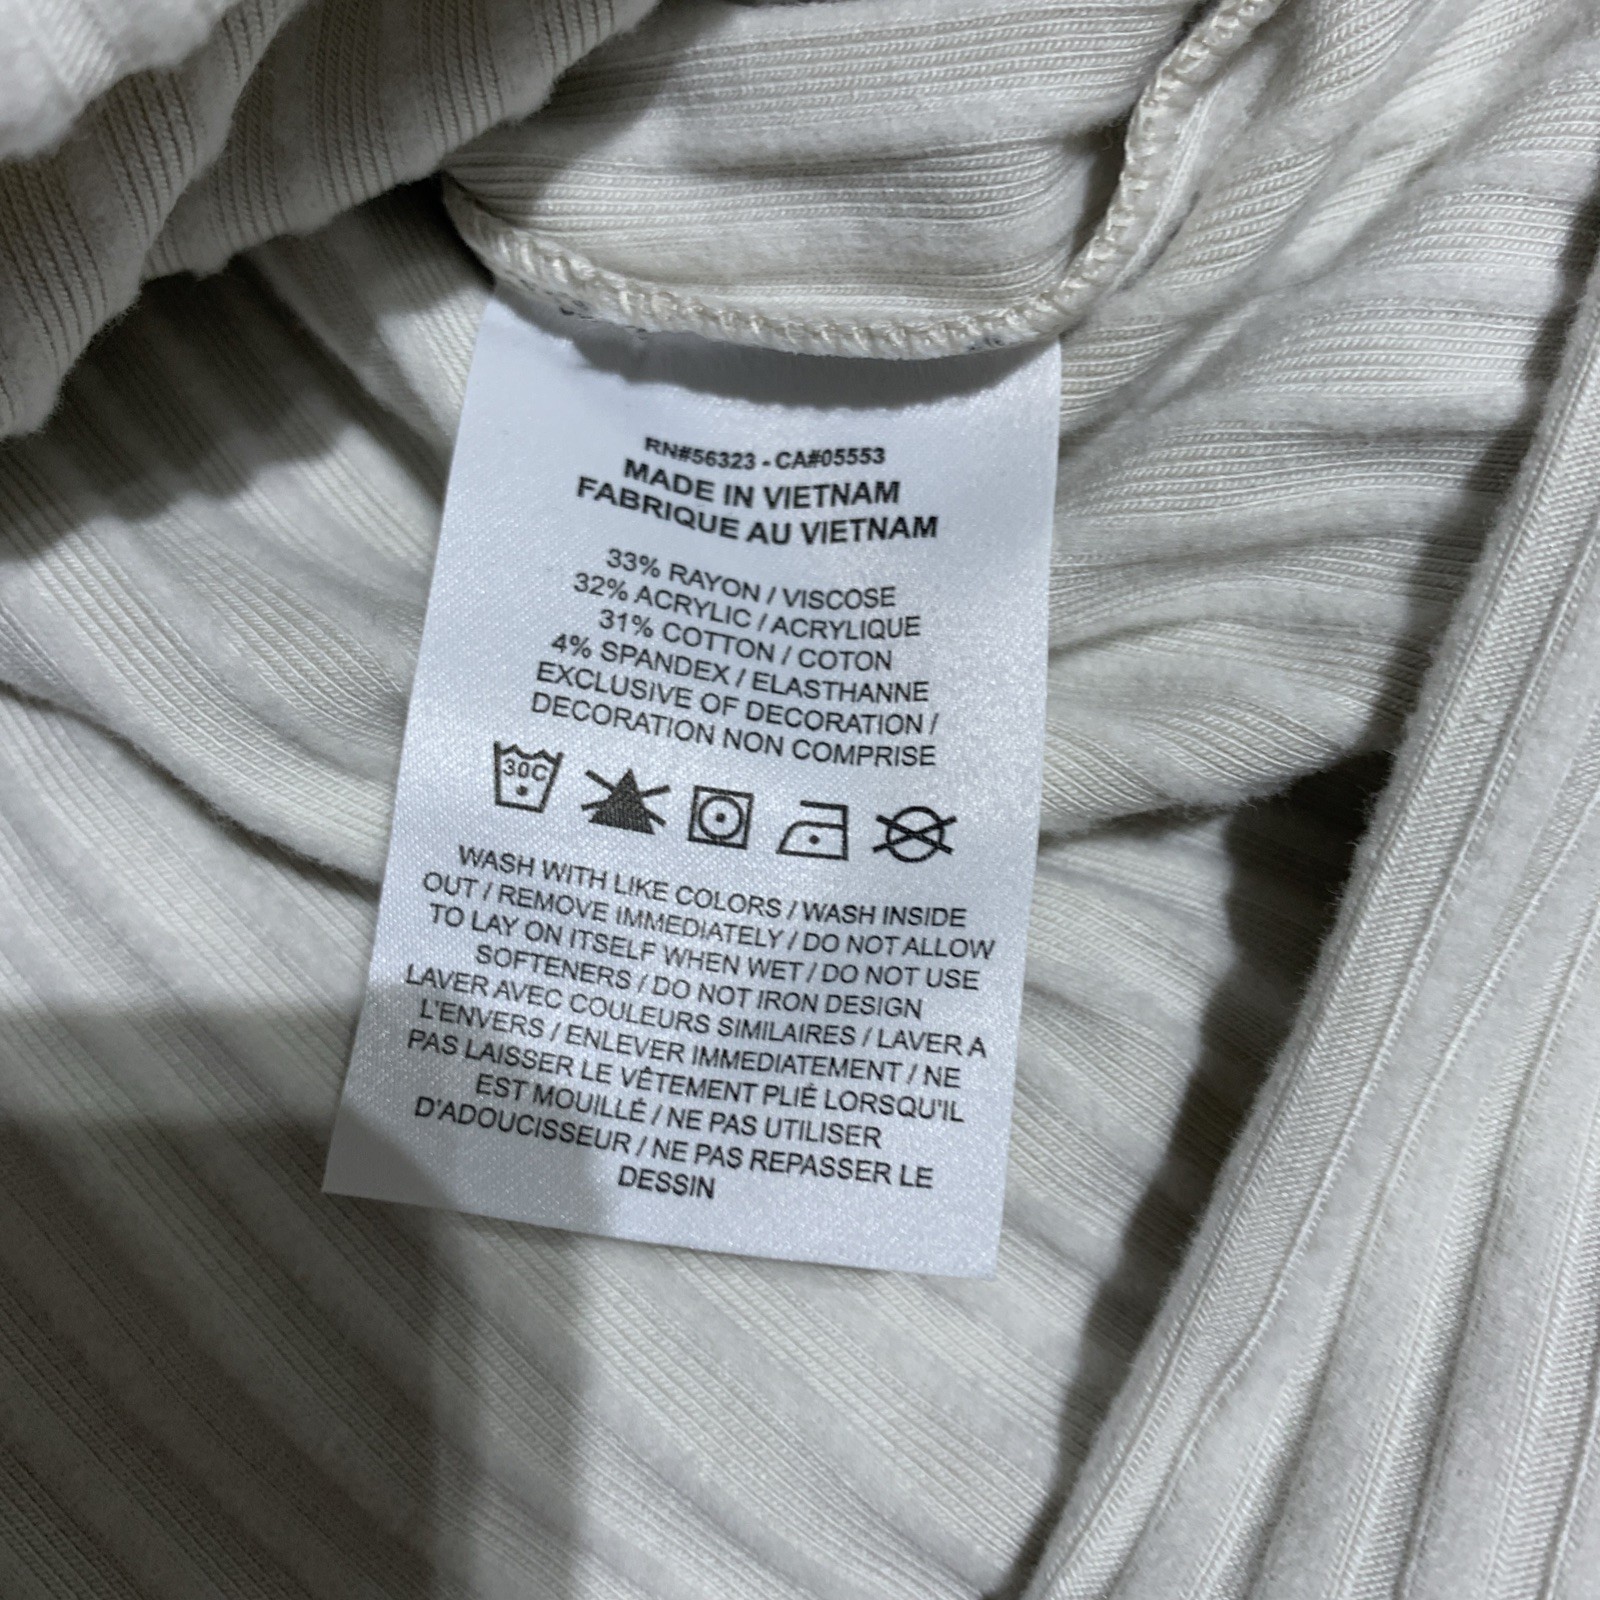 RN#56323 - CA#05553
MADE IN VIETNAM
FABRIQUE AU VIETNAM
33% RAYON / VISCOSE
32% ACRYLIC / ACRYLIQUE
31% COTTON / COTON
4% SPANDEX / ELASTHANNE
EXCLUSIVE OF DECORATION /
DECORATION NON COMPRISE
30C
WASH WITH LIKE COLORS / WASH INSIDE
OUT / REMOVE IMMEDIATELY / DO NOT ALLOW
TO LAY ON ITSELF WHEN WET / DO NOT USE
SOFTENERS / DO NOT IRON DESIGN
LAVER AVEC COULEURS SIMILAIRES / LAVER A
L'ENVERS / ENLEVER IMMEDIATEMENT / NE
PAS LAISSER LE VÊTEMENT PLIÉ LORSQU'IL
EST MOUILLÉ / NE PAS UTILISER
D'ADOUCISSEUR / NE PAS REPASSER LE
DESSIN